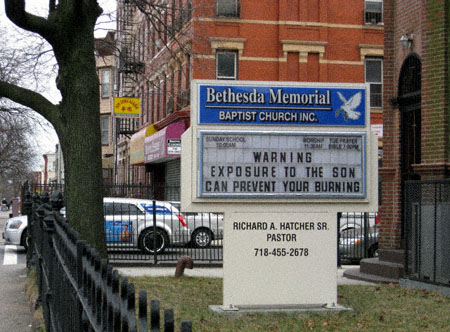 Bethesda Memorial
BAPTIST CHURCH INC.
SUNDAY SCHOOL
WORSHIP
WARNING
EXPOSURE TO THE SON
CAN PREVENT YOUR BURNING
RICHARD A. HATCHER SR.
PASTOR
718-455-2678